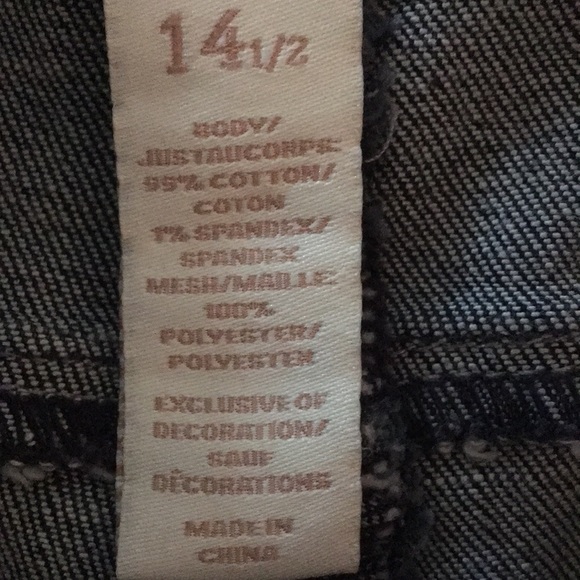 14 1/2
BODY/
JUSTAUCORPS:
99% COTTON/
COTON
1% SPANDEX/
SPANDEX
MESH/MAILLE:
100%
POLYESTER/
POLYESTER
EXCLUSIVE OF
DECORATION/
SAUF
DÉCORATIONS
MADE IN
CHINA